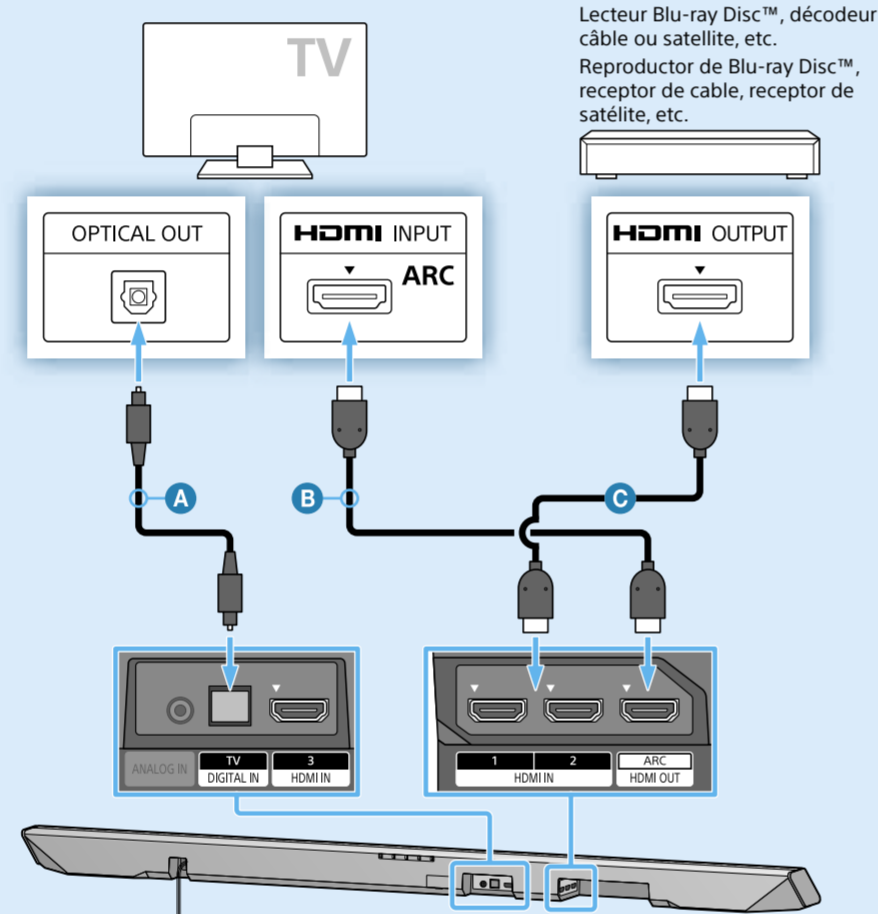 Lecteur Blu-ray Disc™, décodeur
câble ou satellite, etc.
Reproductor de Blu-ray Disc™,
receptor de cable, receptor de
satélite, etc.
TV
OPTICAL OUT
HDMI INPUT
ARC
HDMI OUTPUT
A
B
C
ANALOG IN
TV
DIGITAL IN
3
HDMI IN
1
2
HDMI IN
ARC
HDMI OUT